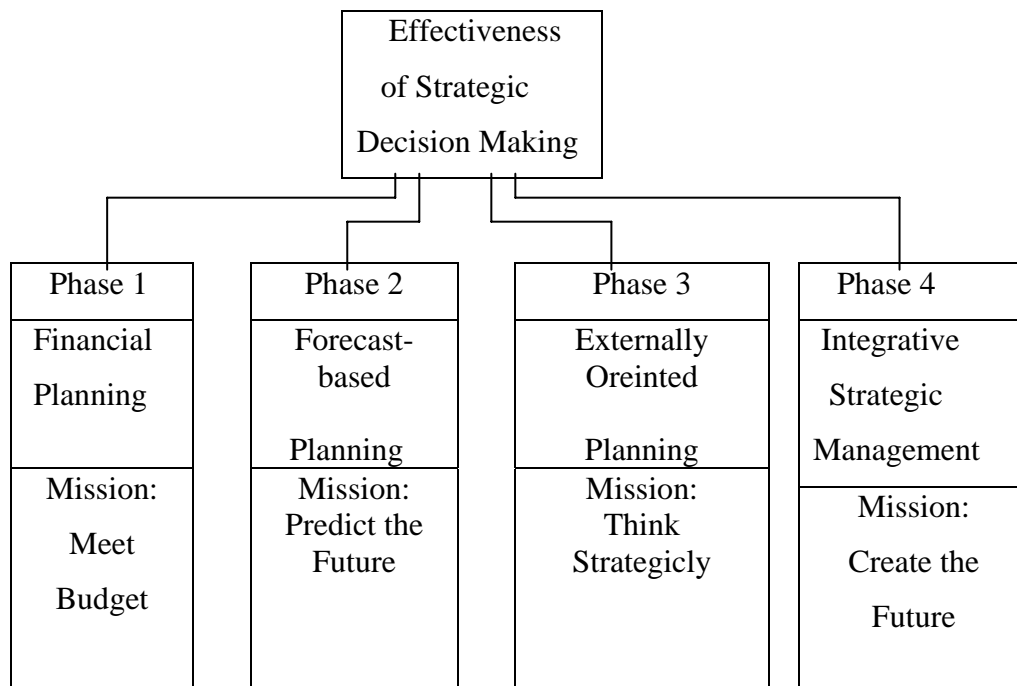 Effectiveness
of Strategic
Decision Making
Phase 1
Financial
Planning
Mission:
Meet
Budget
Phase 2
Forecast-
based
Planning
Mission:
Predict the
Future
Phase 3
Externally
Oreinted
Planning
Mission:
Think
Strategicly
Phase 4
Integrative
Strategic
Management
Mission:
Create the
Future